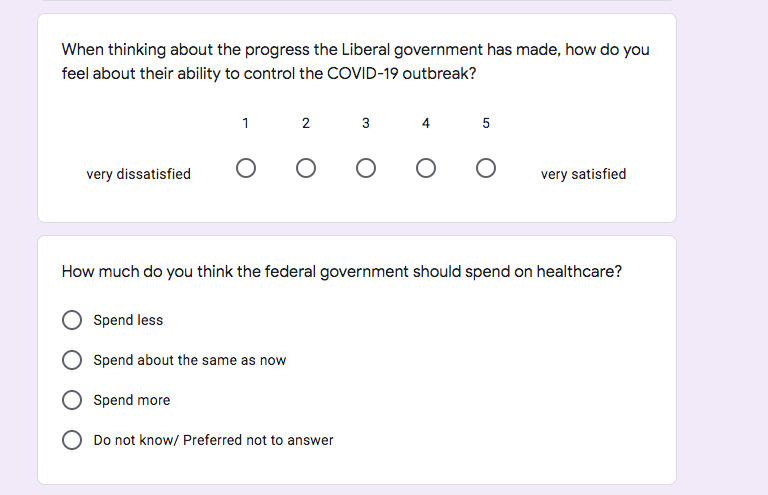 When thinking about the progress the Liberal government has made, how do you
feel about their ability to control the COVID-19 outbreak?
1 2 3 4 5
very dissatisfied very satisfied
How much do you think the federal government should spend on healthcare?
Spend less
Spend about the same as now
Spend more
Do not know/ Preferred not to answer